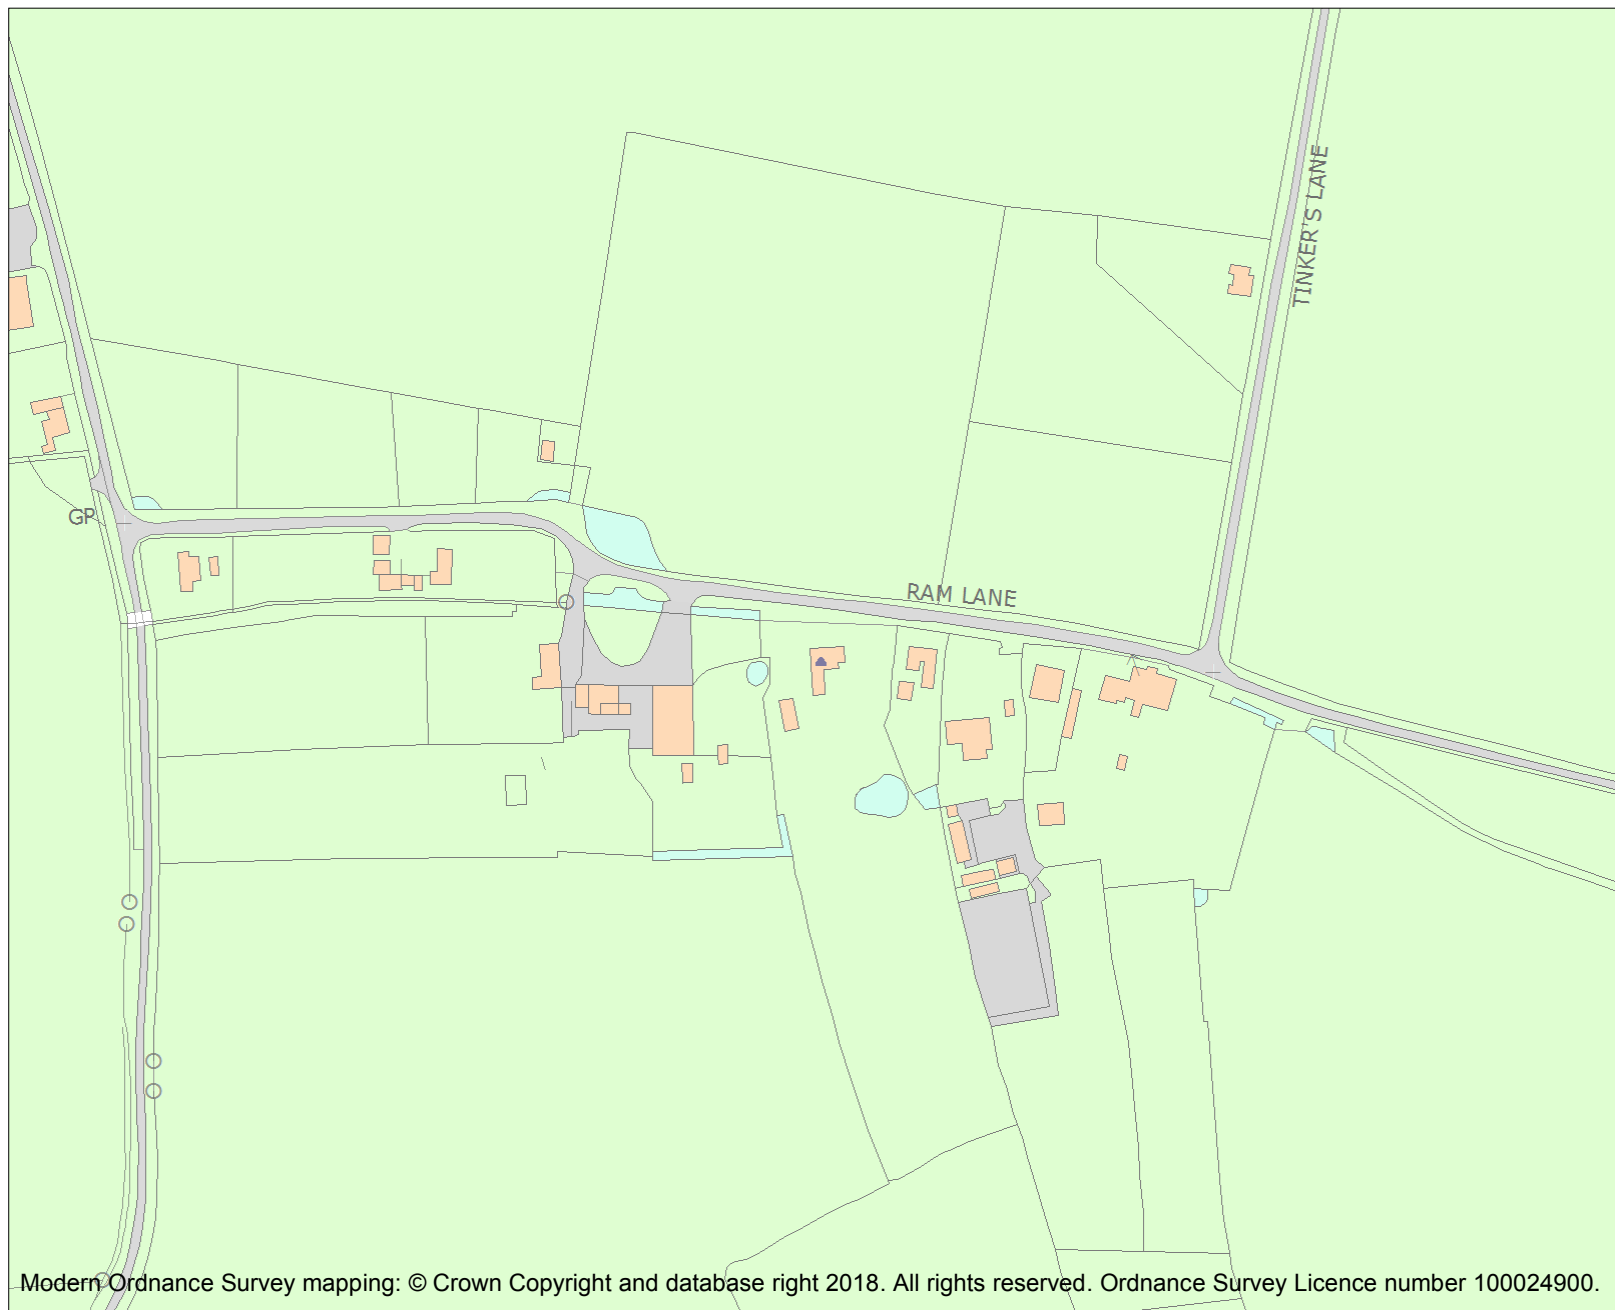 TINKER'S LANE
GP
RAM LANE
Modern Ordnance Survey mapping: © Crown Copyright and database right 2018. All rights reserved. Ordnance Survey Licence number 100024900.